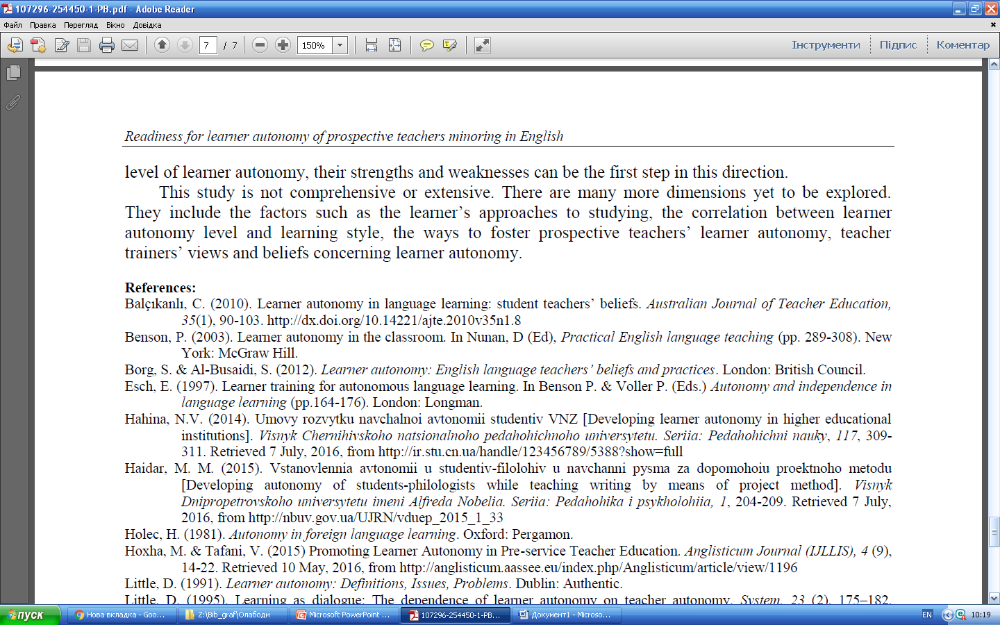 107296-254450-1-PB.pdf - Adobe Reader
Файл Правка Перегляд Вікно Довідка
7 / 7 150% Інструменти Підпис Коментар
Readiness for learner autonomy of prospective teachers minoring in English
level of learner autonomy, their strengths and weaknesses can be the first step in this direction.
This study is not comprehensive or extensive. There are many more dimensions yet to be explored.
They include the factors such as the learner’s approaches to studying, the correlation between learner
autonomy level and learning style, the ways to foster prospective teachers’ learner autonomy, teacher
trainers’ views and beliefs concerning learner autonomy.
References:
Balçıkanlı, C. (2010). Learner autonomy in language learning: student teachers’ beliefs. Australian Journal of Teacher Education,
35(1), 90-103. http://dx.doi.org/10.14221/ajte.2010v35n1.8
Benson, P. (2003). Learner autonomy in the classroom. In Nunan, D (Ed), Practical English language teaching (pp. 289-308). New
York: McGraw Hill.
Borg, S. & Al-Busaidi, S. (2012). Learner autonomy: English language teachers’ beliefs and practices. London: British Council.
Esch, E. (1997). Learner training for autonomous language learning. In Benson P. & Voller P. (Eds.) Autonomy and independence in
language learning (pp.164-176). London: Longman.
Hahina, N.V. (2014). Umovy rozvytku navchalnoi avtonomii studentiv VNZ [Developing learner autonomy in higher educational
institutions]. Visnyk Chernihivskoho natsionalnoho pedahohichnoho universytetu. Seriia: Pedahohichni nauky, 117, 309-
311. Retrieved 7 July, 2016, from http://ir.stu.cn.ua/handle/123456789/5388?show=full
Haidar, M. M. (2015). Vstanovlennia avtonomii u studentiv-filolohiv u navchanni pysma za dopomohoiu proektnoho metodu
[Developing autonomy of students-philologists while teaching writing by means of project method]. Visnyk
Dnipropetrovskoho universytetu imeni Alfreda Nobelia. Seriia: Pedahohika i psykholohiia, 1, 204-209. Retrieved 7 July,
2016, from http://nbuv.gov.ua/UJRN/vduep_2015_1_33
Holec, H. (1981). Autonomy in foreign language learning. Oxford: Pergamon.
Hoxha, M. & Tafani, V. (2015) Promoting Learner Autonomy in Pre-service Teacher Education. Anglisticum Journal (IJLLIS), 4 (9),
14-22. Retrieved 10 May, 2016, from http://anglisticum.aassee.eu/index.php/Anglisticum/article/view/1196
Little, D. (1991). Learner autonomy: Definitions, Issues, Problems. Dublin: Authentic.
Little, D. (1995). Learning as dialogue: The dependence of learner autonomy on teacher autonomy. System, 23 (2), 175–182.
пуск Нова вкладка - Goo... Z:\Bib_graf\Олабоди Microsoft PowerPoint ... 107296-254450-1-PB... Документ1 - Microso... EN 10:19